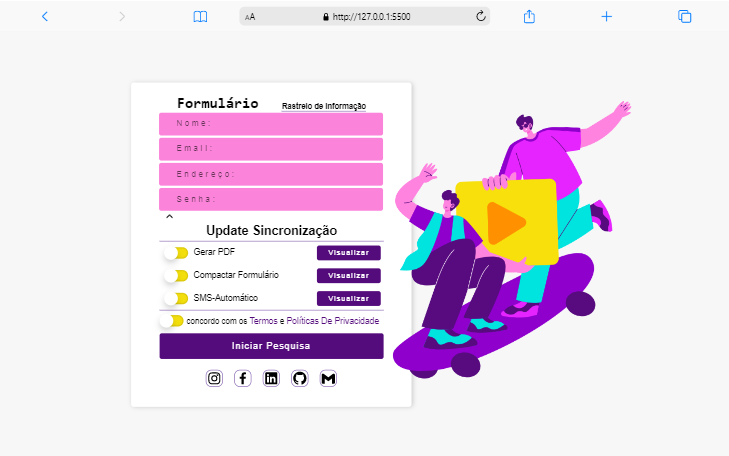 AA http://127.0.0.1:5500
Formulário Rastreio de Informação
Nome:
Email:
Endereço:
Senha:
Update Sincronização
Gerar PDF Visualizar
Compactar Formulário Visualizar
SMS-Automático Visualizar
concordo com os Termos e Políticas De Privacidade
Iniciar Pesquisa